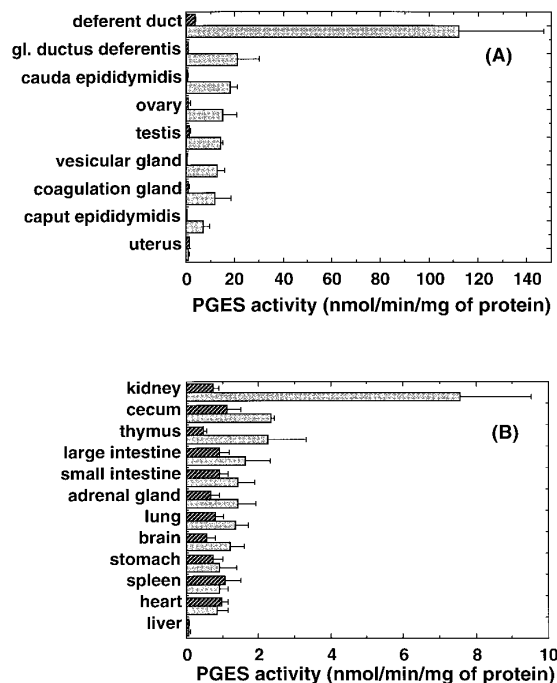 deferent duct
gl. ductus deferentis
(A)
cauda epididymidis
ovary
testis
vesicular gland
coagulation gland
caput epididymidis
uterus
0 20 40 60 80 100 120 140
PGES activity (nmol/min/mg of protein)
kidney
cecum
thymus
(B)
large intestine
small intestine
adrenal gland
lung
brain
stomach
spleen
heart
liver
0 2 4 6 8 10
PGES activity (nmol/min/mg of protein)